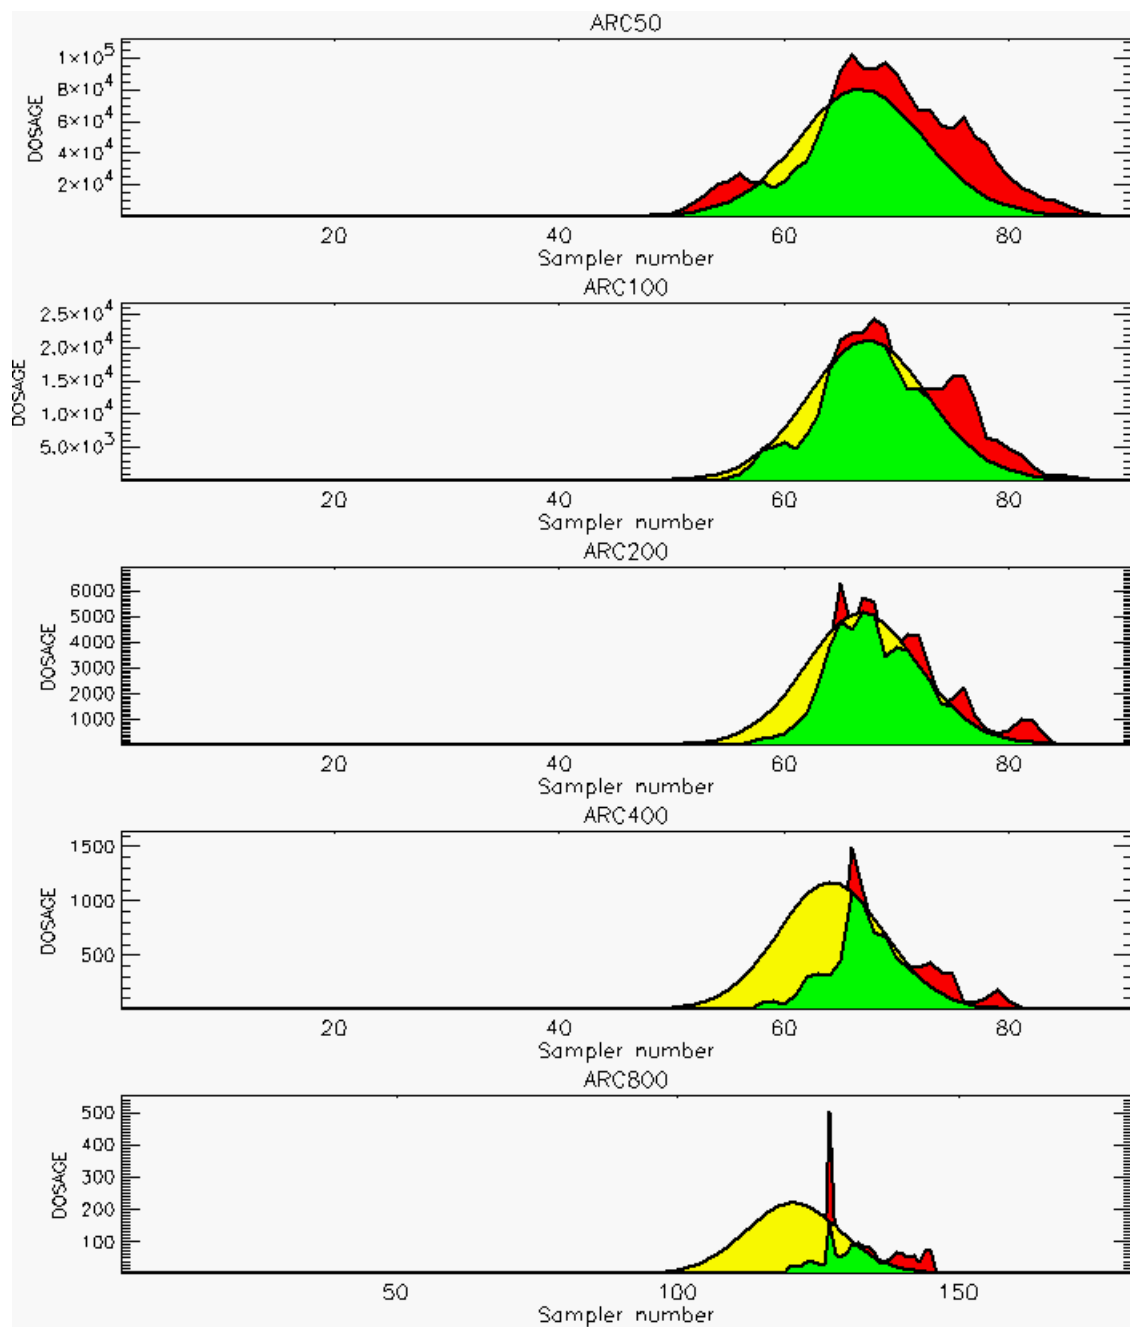 ARC50
1×10⁵
8×10⁴
6×10⁴
4×10⁴
2×10⁴
DOSAGE
20 40 60 80
Sampler number
ARC100
2.5×10⁴
2.0×10⁴
1.5×10⁴
1.0×10⁴
5.0×10³
DOSAGE
20 40 60 80
Sampler number
ARC200
6000
5000
4000
3000
2000
1000
DOSAGE
20 40 60 80
Sampler number
ARC400
1500
1000
500
DOSAGE
20 40 60 80
Sampler number
ARC800
500
400
300
200
100
DOSAGE
50 100 150
Sampler number